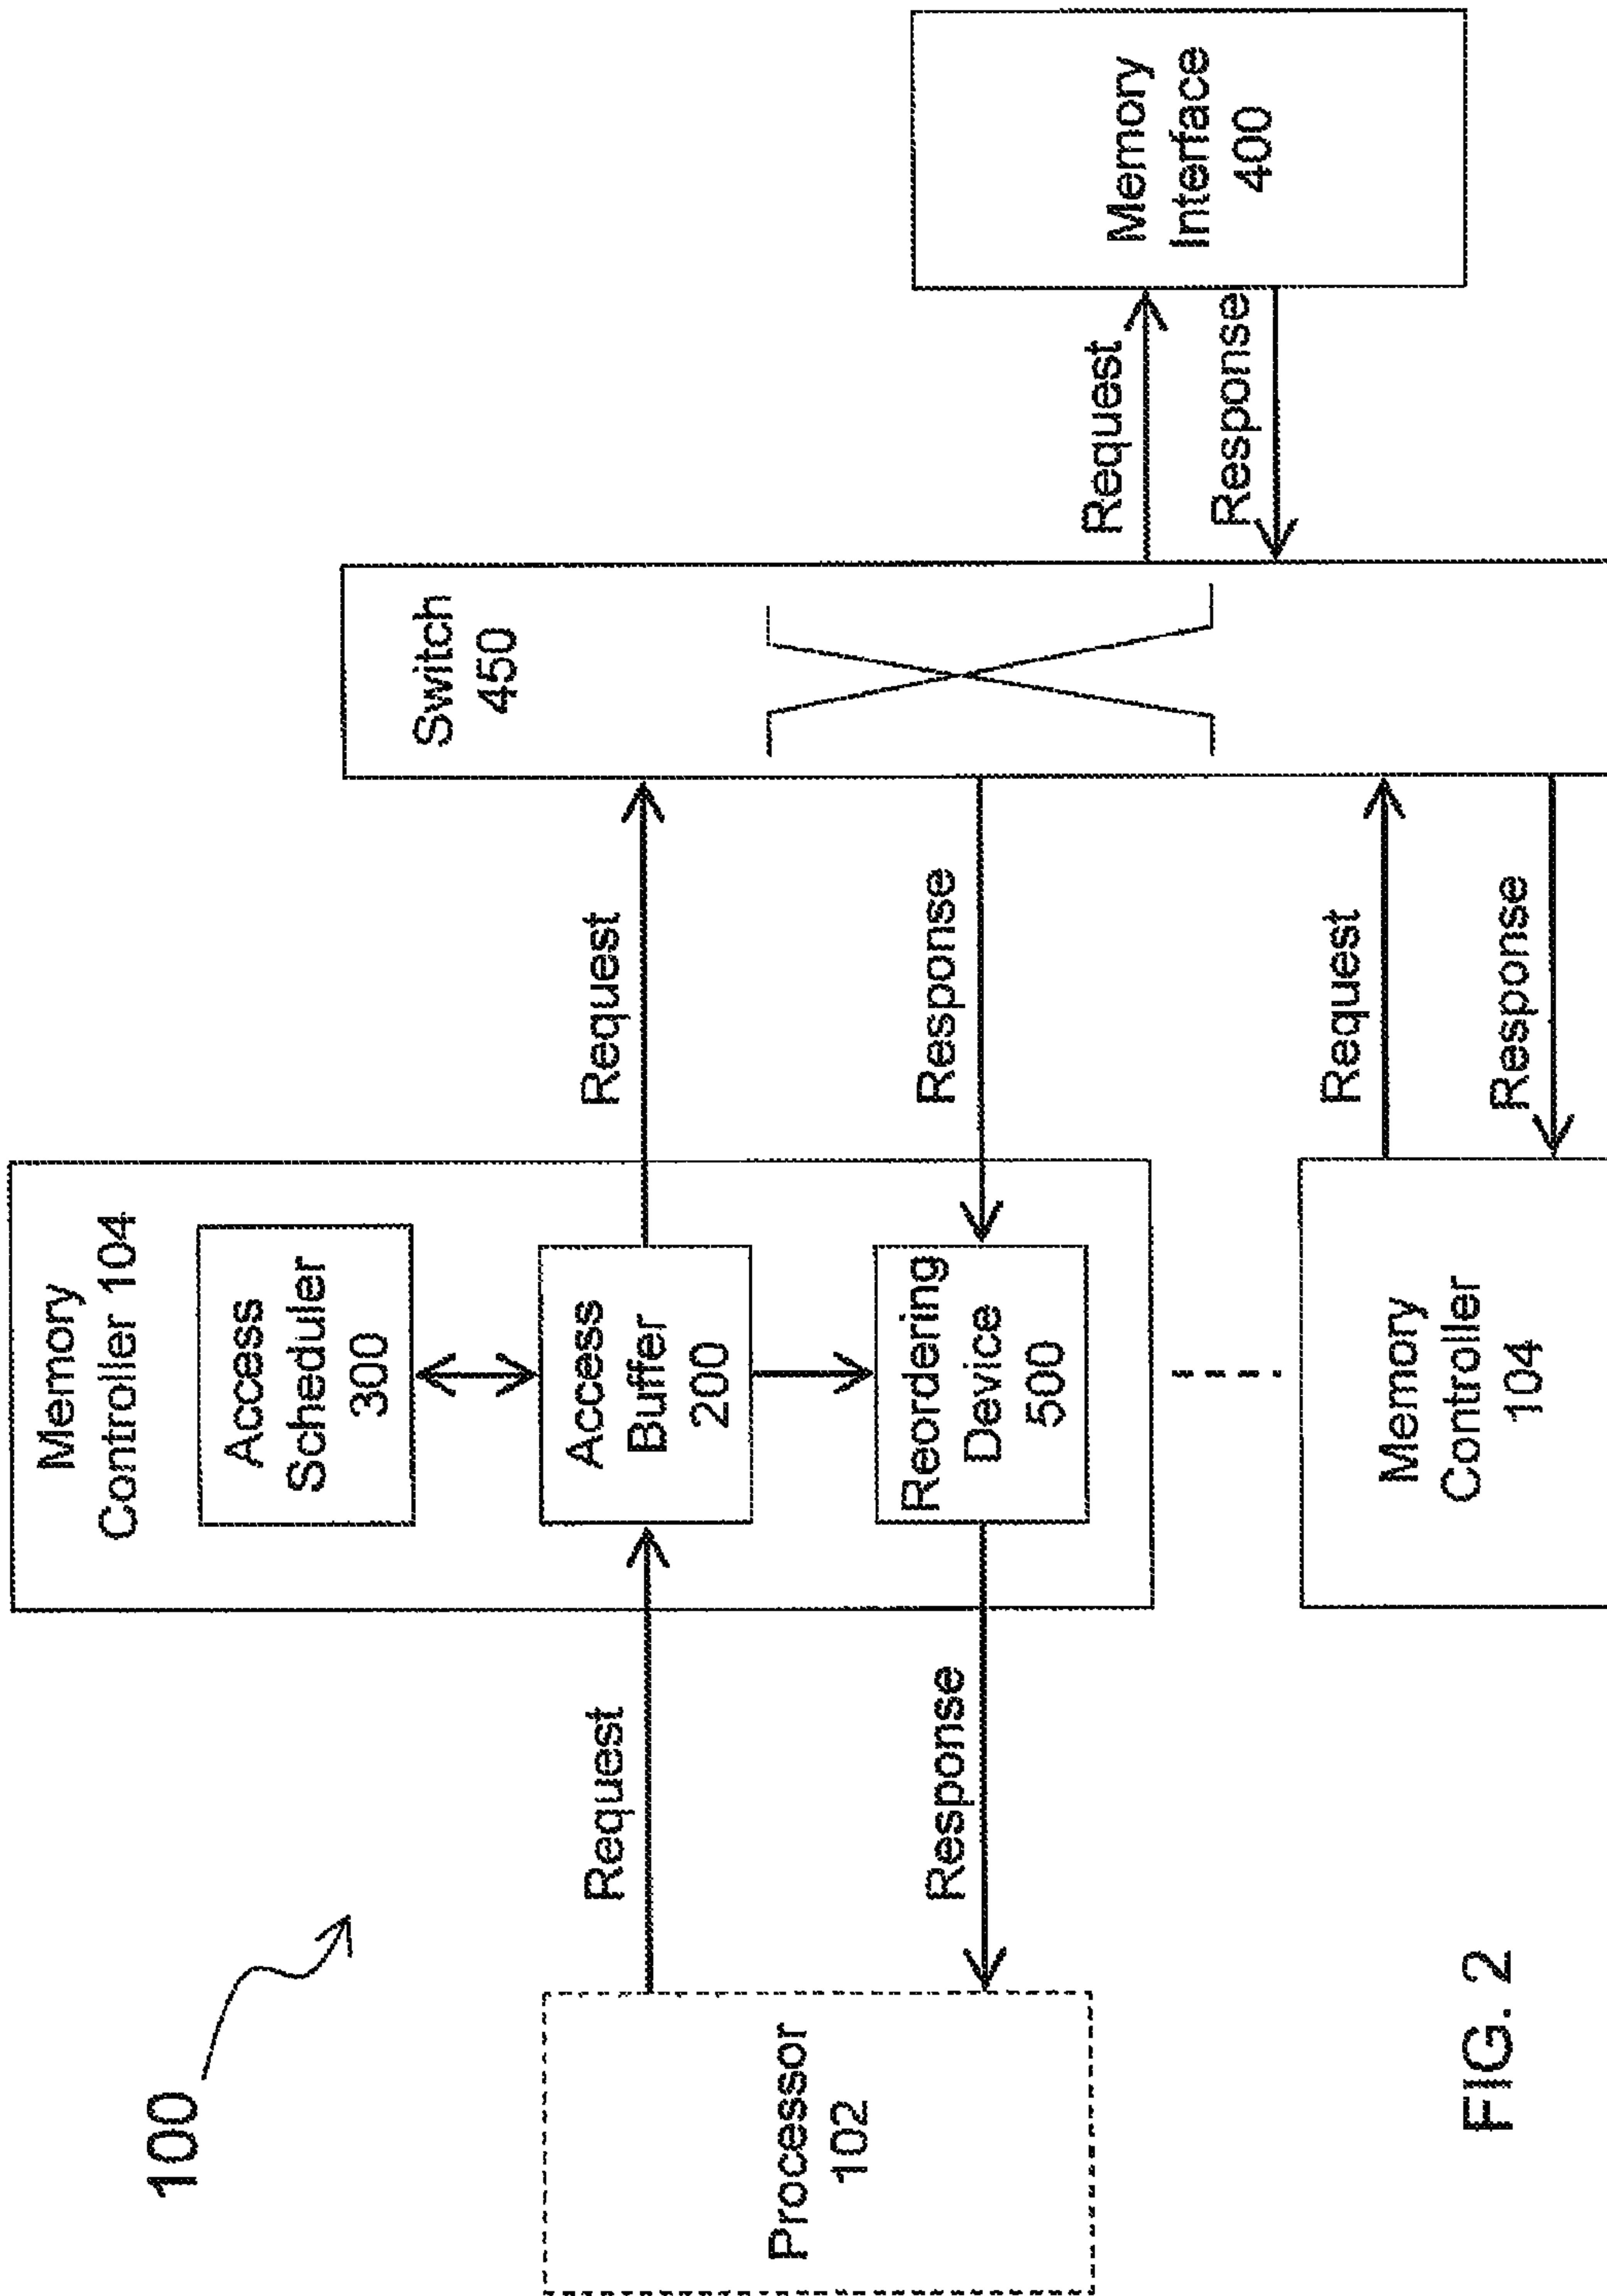 100
Memory
Controller 104
Access
Scheduler
300
Access
Buffer
200
Reordering
Device
500
Processor
102
Request
Response
Request
Response
Switch
450
Request
Response
Memory
Interface
400
Memory
Controller
104
Request
Response
FIG. 2